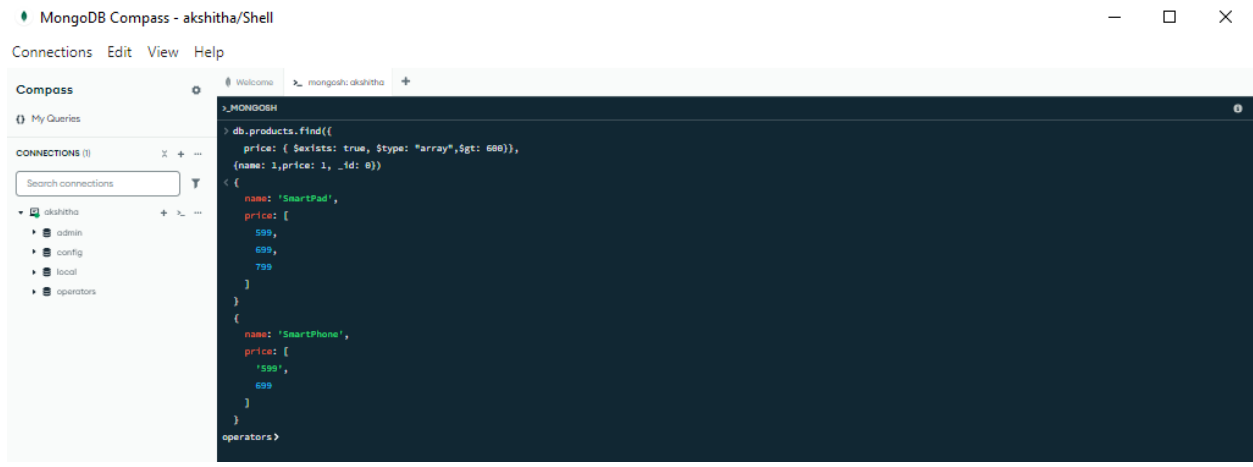 MongoDB Compass - akshitha/Shell
Connections Edit View Help
Compass
{} My Queries
CONNECTIONS (1)
Search connections
akshitha
admin
config
local
operators
Welcome
>_ mongosh: akshitha
>_MONGOSH
> db.products.find({
price: { $exists: true, $type: "array",$gt: 600}},
{name: 1,price: 1, _id: 0})
< {
name: 'SmartPad',
price: [
599,
699,
799
]
}
{
name: 'SmartPhone',
price: [
'599',
699
]
}
operators>